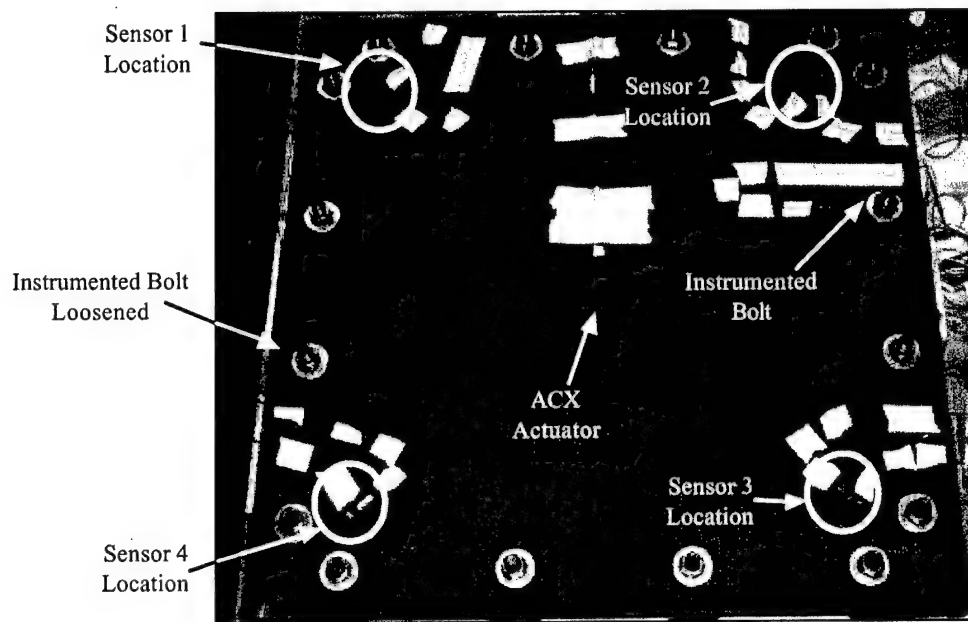 Sensor 1
Location
Sensor 2
Location
Instrumented Bolt
Loosened
Instrumented
Bolt
ACX
Actuator
Sensor 3
Location
Sensor 4
Location